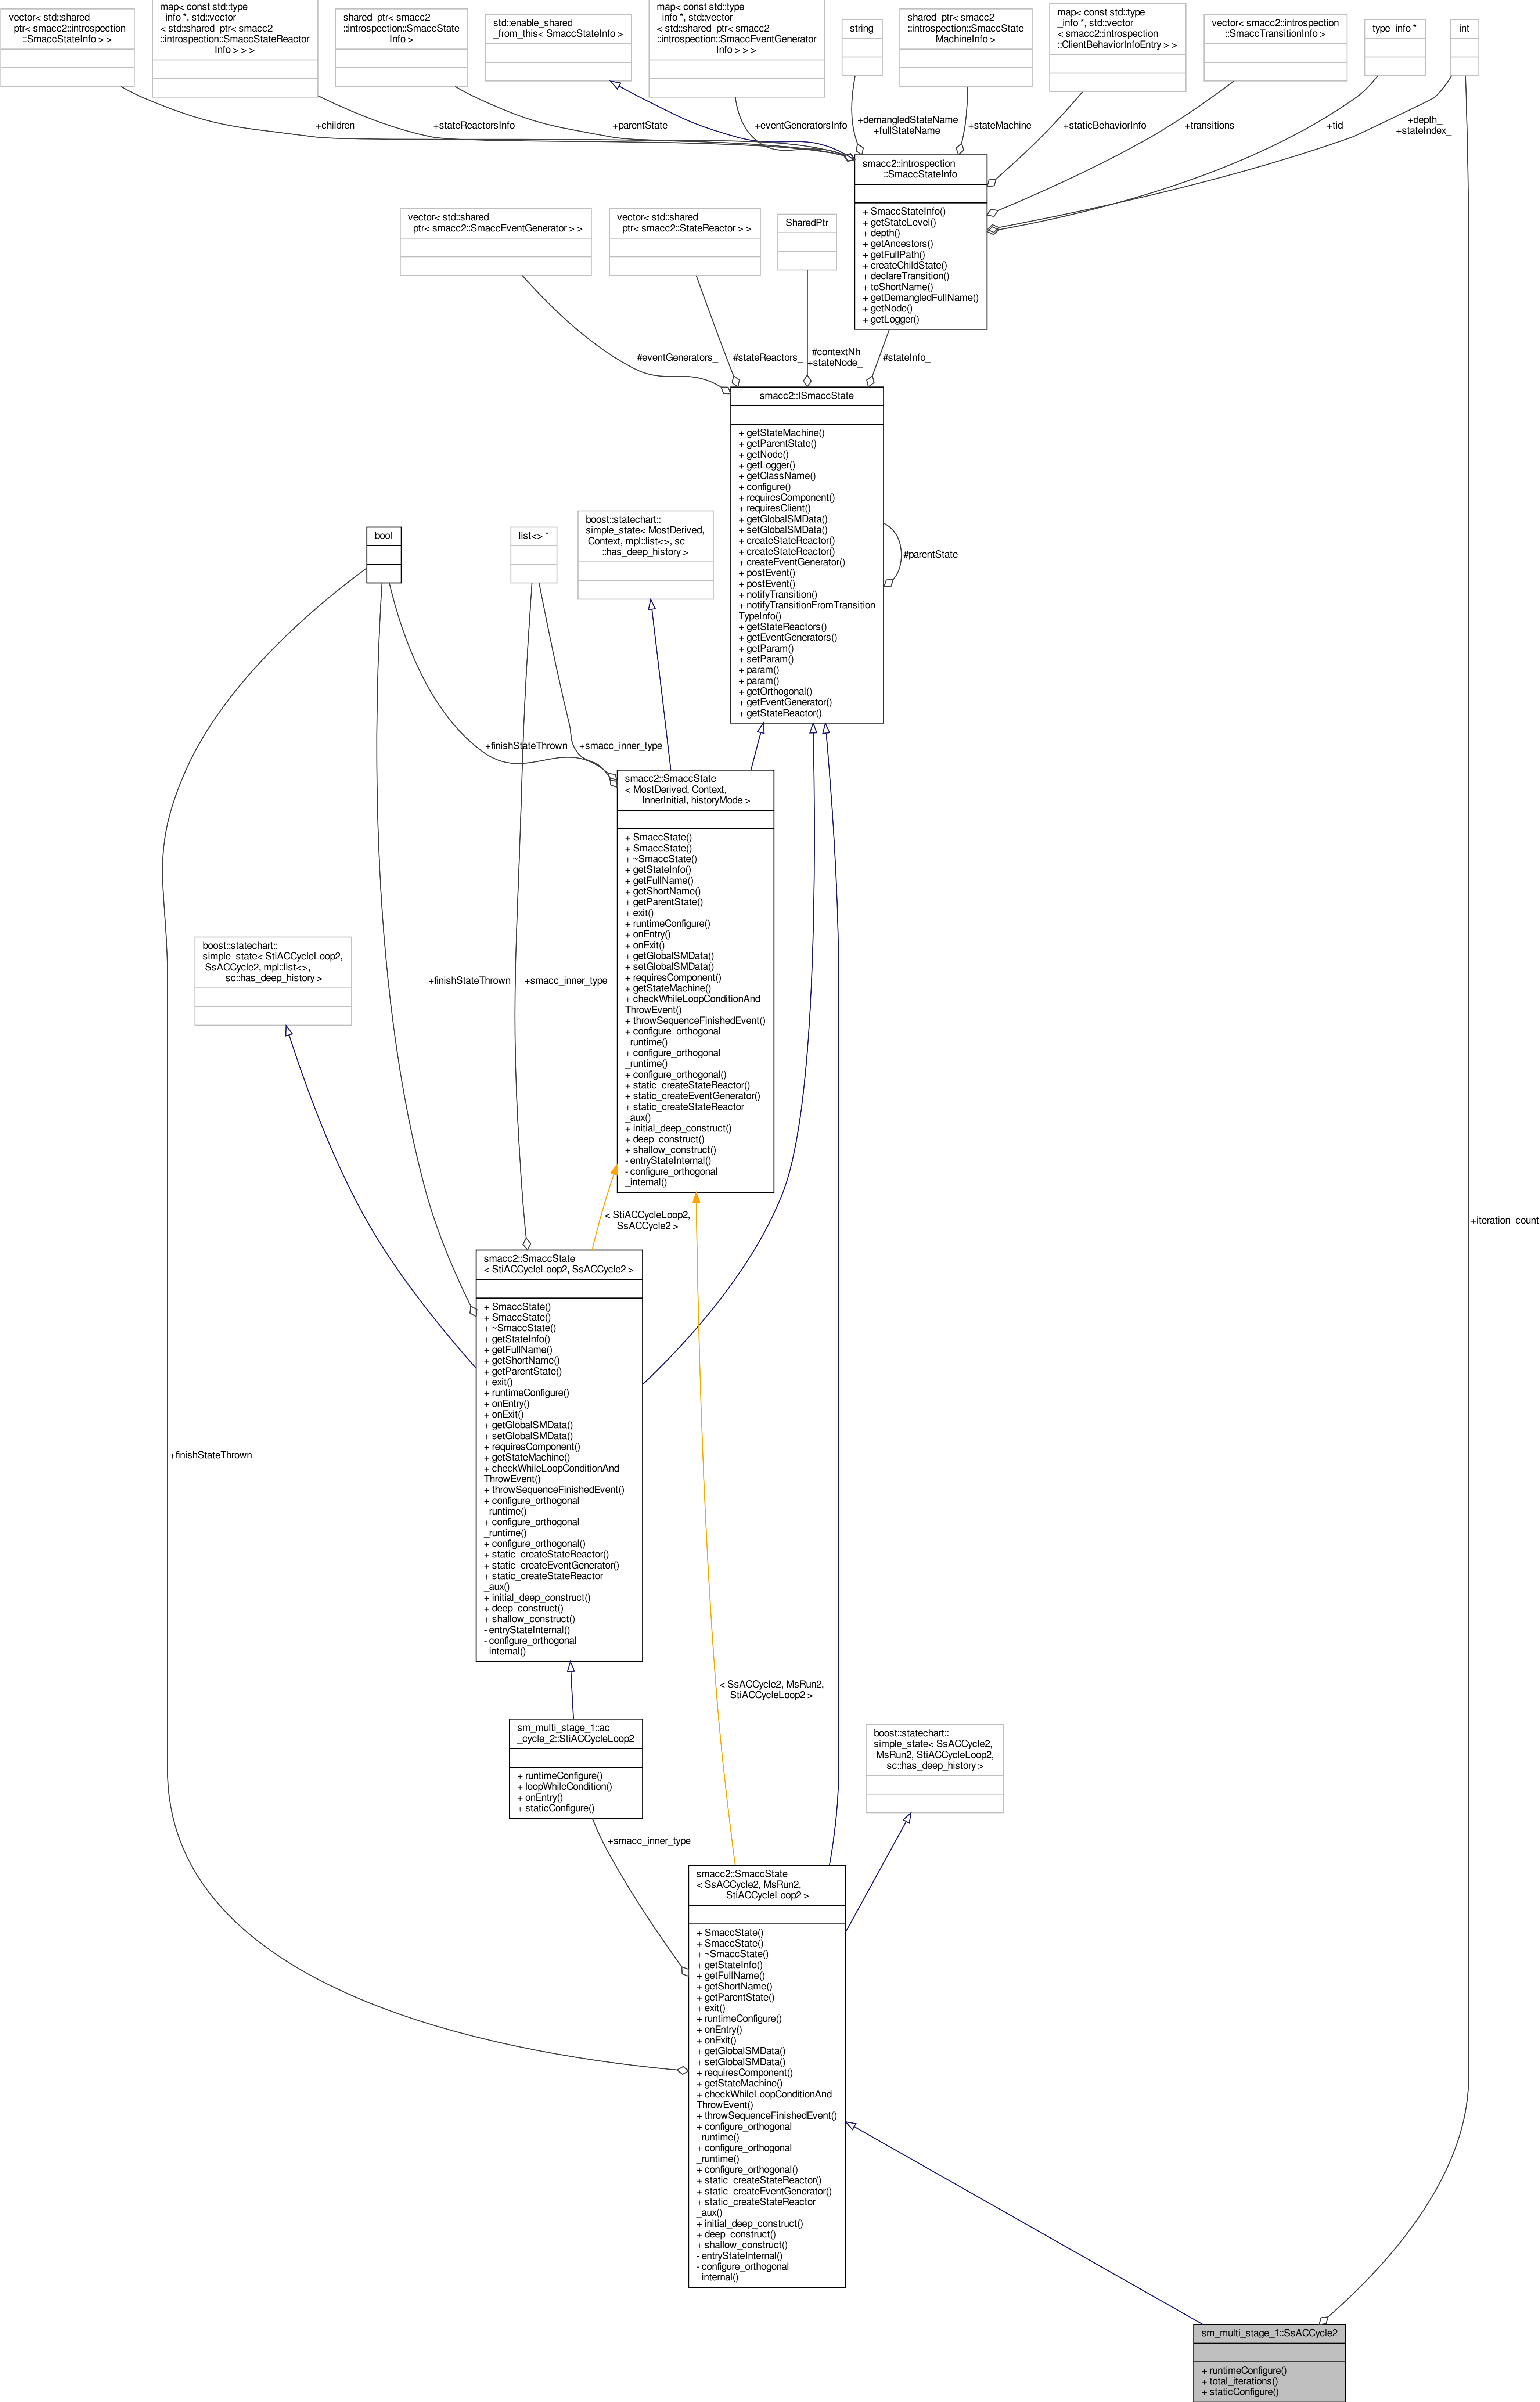 vector< std::shared
_ptr< smacc2::introspection
::SmaccStateInfo > >
map< const std::type
_info *, std::vector
< std::shared_ptr< smacc2
::introspection::SmaccStateReactor
Info > > >
shared_ptr< smacc2
::introspection::SmaccState
Info >
std::enable_shared
_from_this< SmaccStateInfo >
map< const std::type
_info *, std::vector
< std::shared_ptr< smacc2
::introspection::SmaccEventGenerator
Info > > >
string
shared_ptr< smacc2
::introspection::SmaccState
MachineInfo >
map< const std::type
_info *, std::vector
< smacc2::introspection
::ClientBehaviorInfoEntry > >
vector< smacc2::introspection
::SmaccTransitionInfo >
type_info *
int
+children_
+stateReactorsInfo
+parentState_
+eventGeneratorsInfo
+demangledStateName
+fullStateName
+stateMachine_
+staticBehaviorInfo
+transitions_
+tid_
+depth_
+stateIndex_
smacc2::introspection
::SmaccStateInfo
+ SmaccStateInfo()
+ getStateLevel()
+ depth()
+ getAncestors()
+ getFullPath()
+ createChildState()
+ declareTransition()
+ toShortName()
+ getDemangledFullName()
+ getNode()
+ getLogger()
vector< std::shared
_ptr< smacc2::SmaccEventGenerator > >
vector< std::shared
_ptr< smacc2::StateReactor > >
SharedPtr
#eventGenerators_
#stateReactors_
#contextNh
+stateNode_
#stateInfo_
smacc2::ISmaccState
+ getStateMachine()
+ getParentState()
+ getNode()
+ getLogger()
+ getClassName()
+ configure()
+ requiresComponent()
+ requiresClient()
+ getGlobalSMData()
+ setGlobalSMData()
+ createStateReactor()
+ createStateReactor()
+ createEventGenerator()
+ postEvent()
+ postEvent()
+ notifyTransition()
+ notifyTransitionFromTransition
TypeInfo()
+ getStateReactors()
+ getEventGenerators()
+ getParam()
+ setParam()
+ param()
+ param()
+ getOrthogonal()
+ getEventGenerator()
+ getStateReactor()
#parentState_
bool
list<> *
boost::statechart::
simple_state< MostDerived,
Context, mpl::list<>, sc
::has_deep_history >
+finishStateThrown
+smacc_inner_type
smacc2::SmaccState
< MostDerived, Context,
InnerInitial, historyMode >
+ SmaccState()
+ SmaccState()
+ ~SmaccState()
+ getStateInfo()
+ getFullName()
+ getShortName()
+ getParentState()
+ exit()
+ runtimeConfigure()
+ onEntry()
+ onExit()
+ getGlobalSMData()
+ setGlobalSMData()
+ requiresComponent()
+ getStateMachine()
+ checkWhileLoopConditionAnd
ThrowEvent()
+ throwSequenceFinishedEvent()
+ configure_orthogonal
_runtime()
+ configure_orthogonal
_runtime()
+ configure_orthogonal()
+ static_createStateReactor()
+ static_createEventGenerator()
+ static_createStateReactor
_aux()
+ initial_deep_construct()
+ deep_construct()
+ shallow_construct()
- entryStateInternal()
- configure_orthogonal
_internal()
boost::statechart::
simple_state< StiACCycleLoop2,
SsACCycle2, mpl::list<>,
sc::has_deep_history >
+finishStateThrown
+smacc_inner_type
< StiACCycleLoop2,
SsACCycle2 >
+iteration_count
smacc2::SmaccState
< StiACCycleLoop2, SsACCycle2 >
+ SmaccState()
+ SmaccState()
+ ~SmaccState()
+ getStateInfo()
+ getFullName()
+ getShortName()
+ getParentState()
+ exit()
+ runtimeConfigure()
+ onEntry()
+ onExit()
+ getGlobalSMData()
+ setGlobalSMData()
+ requiresComponent()
+ getStateMachine()
+ checkWhileLoopConditionAnd
ThrowEvent()
+ throwSequenceFinishedEvent()
+ configure_orthogonal
_runtime()
+ configure_orthogonal
_runtime()
+ configure_orthogonal()
+ static_createStateReactor()
+ static_createEventGenerator()
+ static_createStateReactor
_aux()
+ initial_deep_construct()
+ deep_construct()
+ shallow_construct()
- entryStateInternal()
- configure_orthogonal
_internal()
+finishStateThrown
< SsACCycle2, MsRun2,
StiACCycleLoop2 >
sm_multi_stage_1::ac
_cycle_2::StiACCycleLoop2
+ runtimeConfigure()
+ loopWhileCondition()
+ onEntry()
+ staticConfigure()
boost::statechart::
simple_state< SsACCycle2,
MsRun2, StiACCycleLoop2,
sc::has_deep_history >
+smacc_inner_type
smacc2::SmaccState
< SsACCycle2, MsRun2,
StiACCycleLoop2 >
+ SmaccState()
+ SmaccState()
+ ~SmaccState()
+ getStateInfo()
+ getFullName()
+ getShortName()
+ getParentState()
+ exit()
+ runtimeConfigure()
+ onEntry()
+ onExit()
+ getGlobalSMData()
+ setGlobalSMData()
+ requiresComponent()
+ getStateMachine()
+ checkWhileLoopConditionAnd
ThrowEvent()
+ throwSequenceFinishedEvent()
+ configure_orthogonal
_runtime()
+ configure_orthogonal
_runtime()
+ configure_orthogonal()
+ static_createStateReactor()
+ static_createEventGenerator()
+ static_createStateReactor
_aux()
+ initial_deep_construct()
+ deep_construct()
+ shallow_construct()
- entryStateInternal()
- configure_orthogonal
_internal()
sm_multi_stage_1::SsACCycle2
+ runtimeConfigure()
+ total_iterations()
+ staticConfigure()